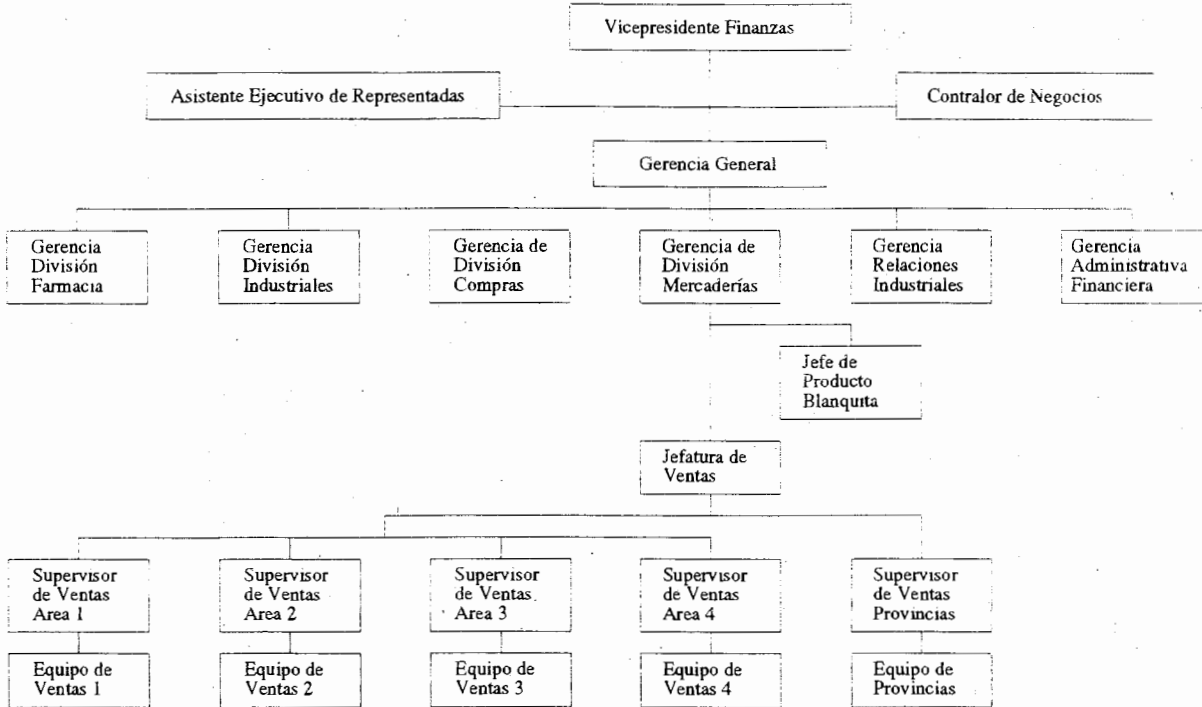 Vicepresidente Finanzas
Asistente Ejecutivo de Representadas
Contralor de Negocios
Gerencia General
Gerencia
División
Farmacia
Gerencia
División
Industriales
Gerencia de
División
Compras
Gerencia de
División
Mercaderías
Gerencia
Relaciones
Industriales
Gerencia
Administrativa
Financiera
Jefe de
Producto
Blanquita
Jefatura de
Ventas
Supervisor
de Ventas
Area 1
Supervisor
de Ventas
Area 2
Supervisor
de Ventas
Area 3
Supervisor
de Ventas
Area 4
Supervisor
de Ventas
Provincias
Equipo de
Ventas 1
Equipo de
Ventas 2
Equipo de
Ventas 3
Equipo de
Ventas 4
Equipo de
Provincias